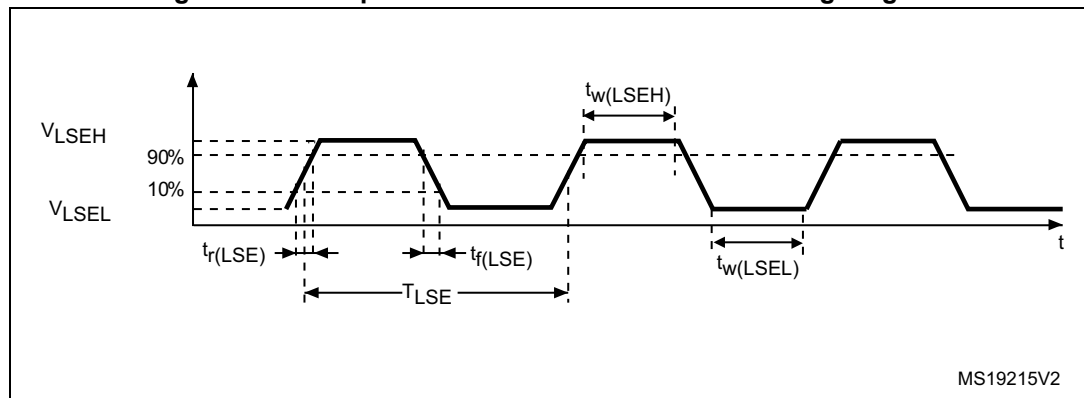 tw(LSEH)
VLSEH
90%
10%
VLSEL
tr(LSE)
tf(LSE)
tw(LSEL)
t
TLSE
MS19215V2